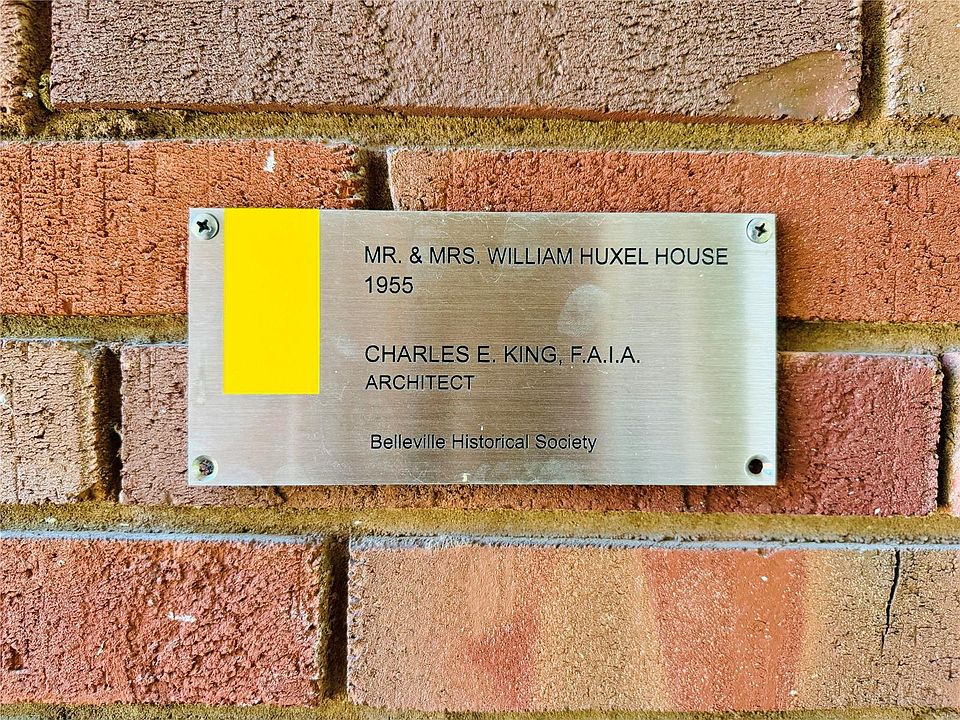 MR. & MRS. WILLIAM HUXEL HOUSE
1955
CHARLES E. KING, F.A.I.A.
ARCHITECT
Belleville Historical Society